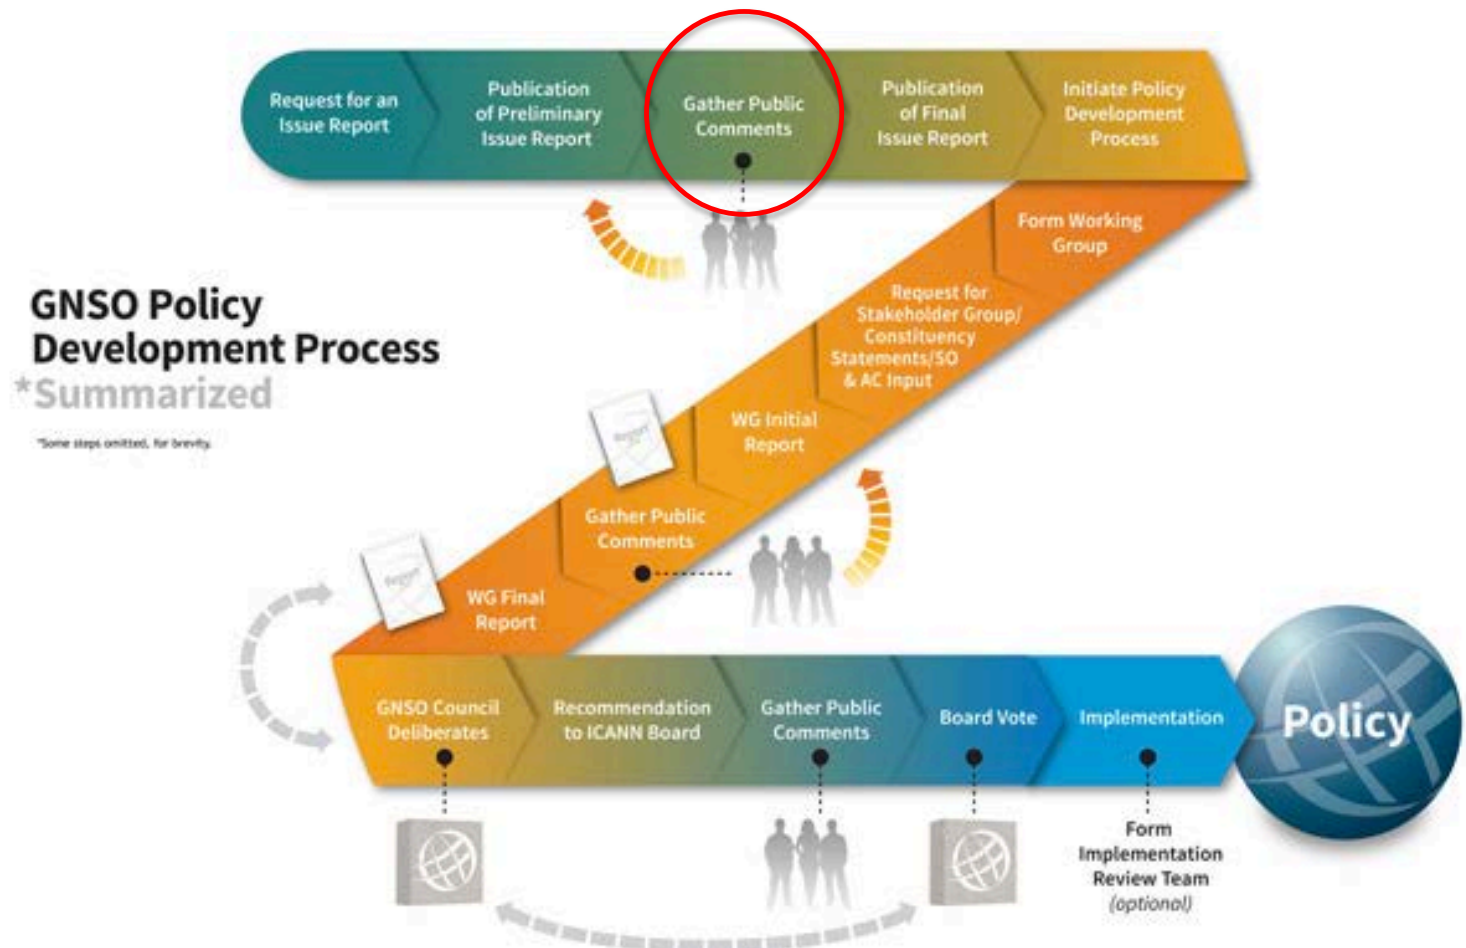 Request for an
Issue Report
Publication
of Preliminary
Issue Report
Gather Public
Comments
Publication
of Final
Issue Report
Initiate Policy
Development
Process
Form Working
Group
Request for
Stakeholder Group/
Constituency
Statements/SO
& AC Input
GNSO Policy
Development Process
*Summarized
*Some steps omitted, for brevity.
WG Initial
Report
Report
Gather Public
Comments
Report
WG Final
Report
GNSO Council
Deliberates
Recommendation
to ICANN Board
Gather Public
Comments
Board Vote
Implementation
Policy
Form
Implementation
Review Team
(optional)